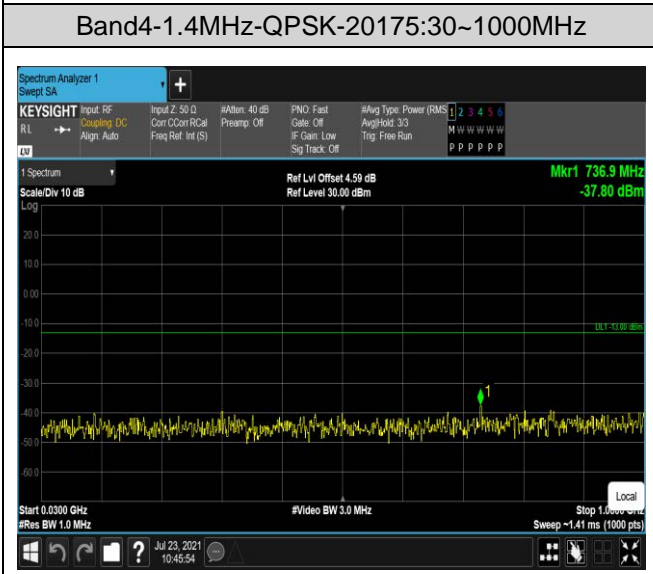 Band4-1.4MHz-QPSK-20175:30~1000MHz
Spectrum Analyzer 1
Swept SA
+
KEYSIGHT Input: RF Input Z: 50 Ω #Atten: 40 dB PNO: Fast #Avg Type: Power (RMS 1 2 3 4 5 6
RL Coupling: DC Corr CCorr RCal Preamp: Off Gate: Off Avg|Hold: 3/3 M W W W W W
Align: Auto Freq Ref: Int (S) IF Gain: Low Trig: Free Run
Sig Track: Off P P P P P P
1 Spectrum Ref Lvl Offset 4.59 dB Mkr1 736.9 MHz
Scale/Div 10 dB Ref Level 30.00 dBm -37.80 dBm
Log
20.0
10.0
0.00
-10.0
DL1 -13.00 dBm
-20.0
-30.0
1
-40.0
-50.0
-60.0
Local
Start 0.0300 GHz #Video BW 3.0 MHz Stop
#Res BW 1.0 MHz Sweep ~1.41 ms (1000 pts)
? Jul 23, 2021
10:45:54